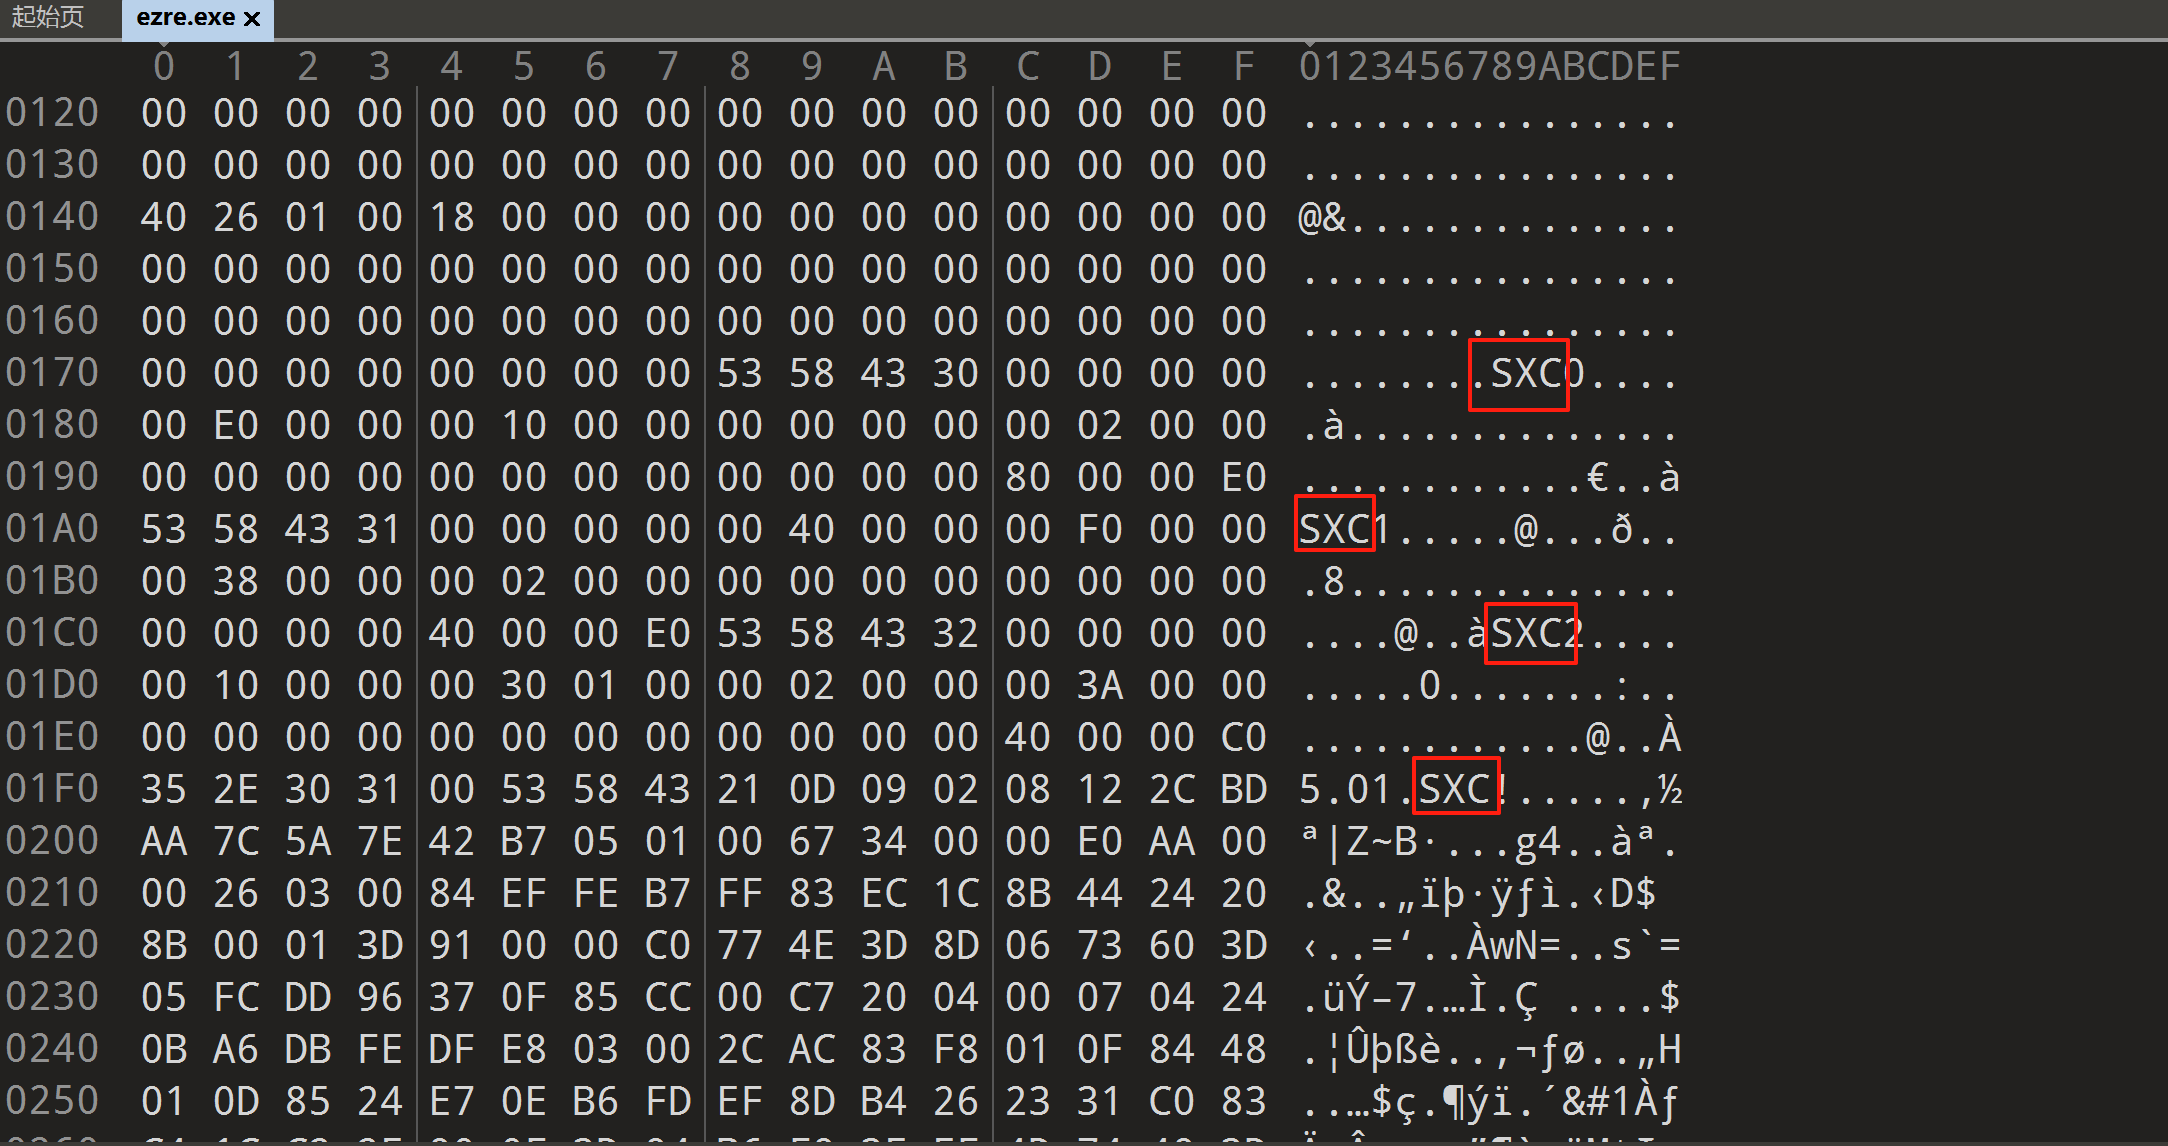 起始页 ezre.exe ×
0 1 2 3 4 5 6 7 8 9 A B C D E F 0123456789ABCDEF
0120 00 00 00 00 00 00 00 00 00 00 00 00 00 00 00 00 ................
0130 00 00 00 00 00 00 00 00 00 00 00 00 00 00 00 00 ................
0140 40 26 01 00 18 00 00 00 00 00 00 00 00 00 00 00 @&..............
0150 00 00 00 00 00 00 00 00 00 00 00 00 00 00 00 00 ................
0160 00 00 00 00 00 00 00 00 00 00 00 00 00 00 00 00 ................
0170 00 00 00 00 00 00 00 00 53 58 43 30 00 00 00 00 ........SXC0....
0180 00 E0 00 00 00 10 00 00 00 00 00 00 00 02 00 00 .à..............
0190 00 00 00 00 00 00 00 00 00 00 00 00 80 00 00 E0 ............€..à
01A0 53 58 43 31 00 00 00 00 00 40 00 00 00 F0 00 00 SXC1.....@...ð..
01B0 00 38 00 00 00 02 00 00 00 00 00 00 00 00 00 00 .8..............
01C0 00 00 00 00 40 00 00 E0 53 58 43 32 00 00 00 00 ....@..àSXC2....
01D0 00 10 00 00 00 30 01 00 00 02 00 00 00 3A 00 00 .....0.......:..
01E0 00 00 00 00 00 00 00 00 00 00 00 00 40 00 00 C0 ............@..À
01F0 35 2E 30 31 00 53 58 43 21 0D 09 02 08 12 2C BD 5.01.SXC!.....,½
0200 AA 7C 5A 7E 42 B7 05 01 00 67 34 00 00 E0 AA 00 ª|Z~B·...g4..àª.
0210 00 26 03 00 84 EF FE B7 FF 83 EC 1C 8B 44 24 20 .&..„ïþ·ÿƒì.‹D$
0220 8B 00 01 3D 91 00 00 C0 77 4E 3D 8D 06 73 60 3D ‹..=‘..ÀwN=..s`=
0230 05 FC DD 96 37 0F 85 CC 00 C7 20 04 00 07 04 24 .üÝ–7.…Ì.Ç ....$
0240 0B A6 DB FE DF E8 03 00 2C AC 83 F8 01 0F 84 48 .¦Ûþßè..,¬ƒø..„H
0250 01 0D 85 24 E7 0E B6 FD EF 8D B4 26 23 31 C0 83 ..…$ç.¶ýï.´&#1Àƒ